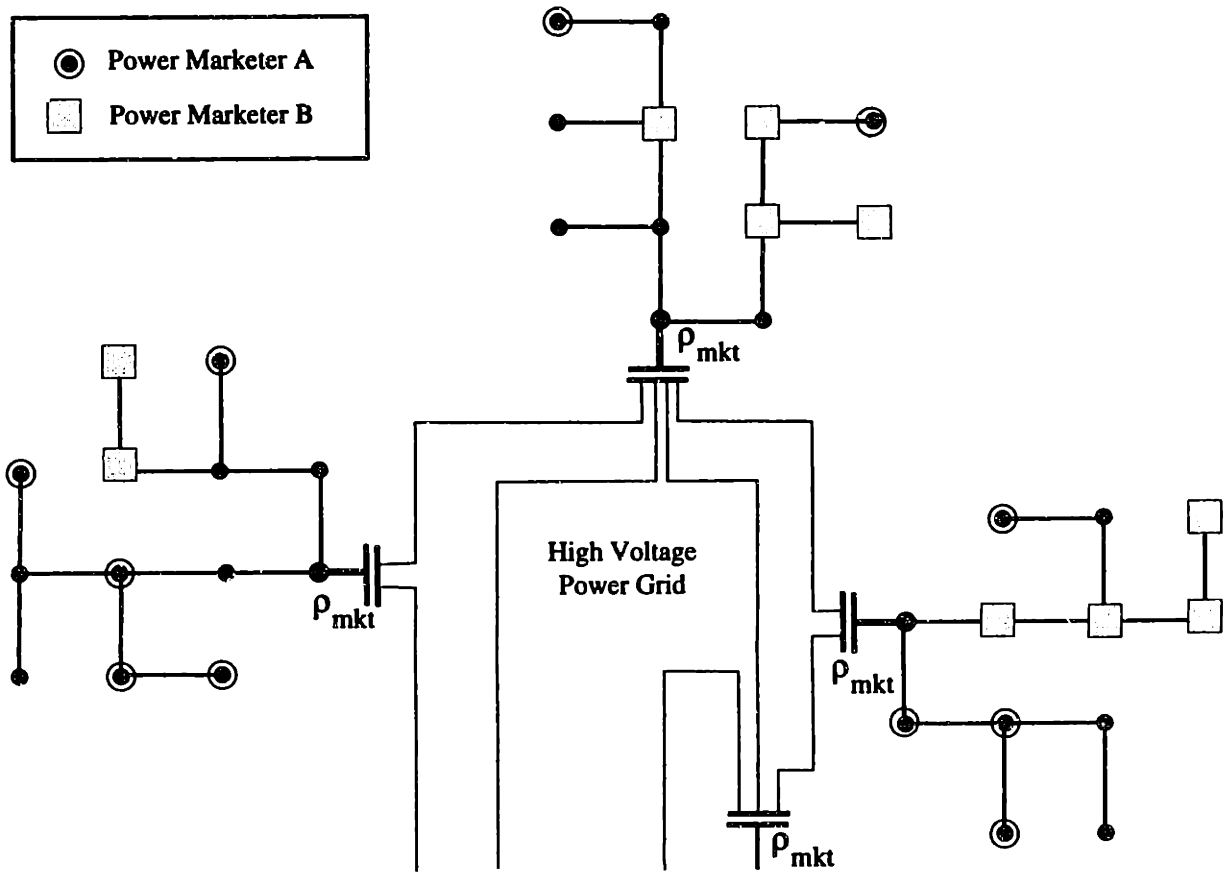 Power Marketer A
Power Marketer B
ρmkt
High Voltage
Power Grid
ρmkt
ρmkt
ρmkt